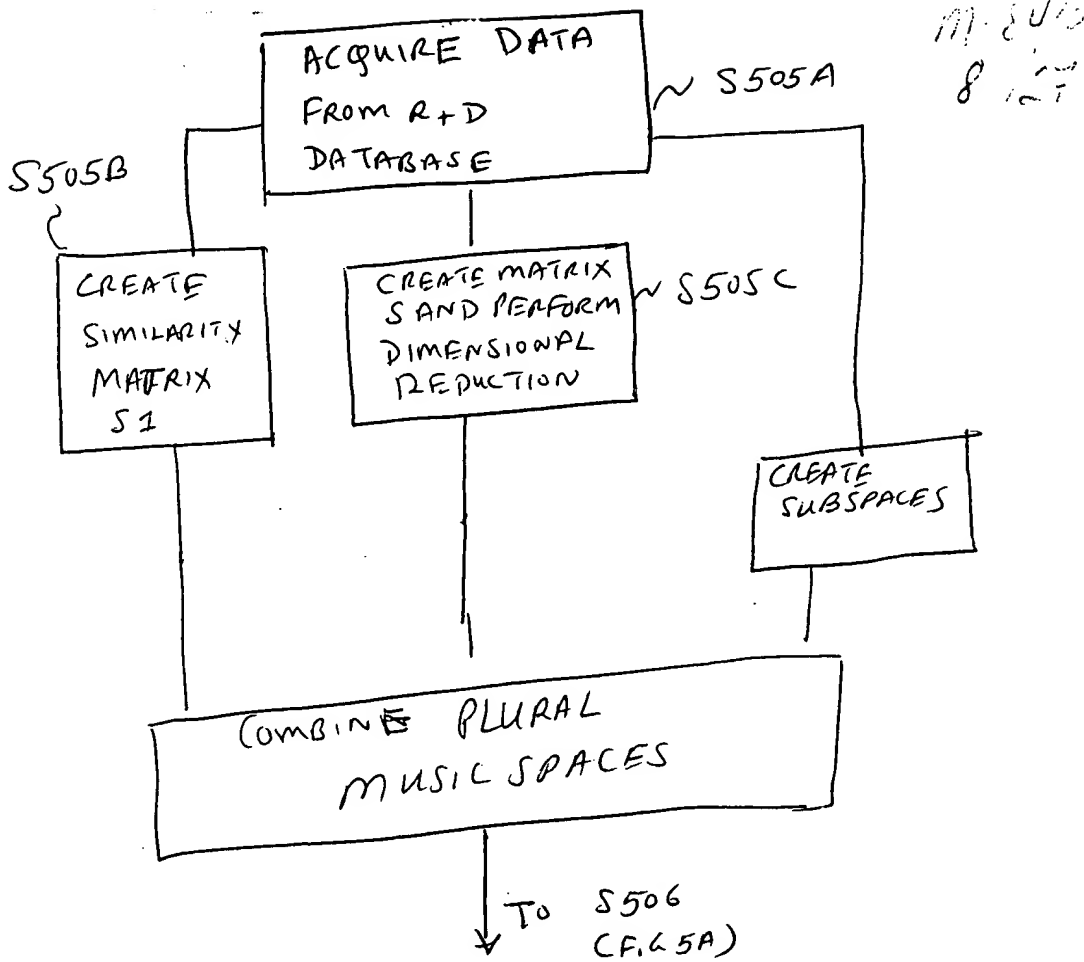 ACQUIRE DATA
FROM R+D
DATABASE
S505A
S505B
CREATE
SIMILARITY
MATRIX
S1
CREATE MATRIX
S AND PERFORM
DIMENSIONAL
REDUCTION
S505C
CREATE
SUBSPACES
COMBINE PLURAL
MUSIC SPACES
TO S506
(FIG 5A)